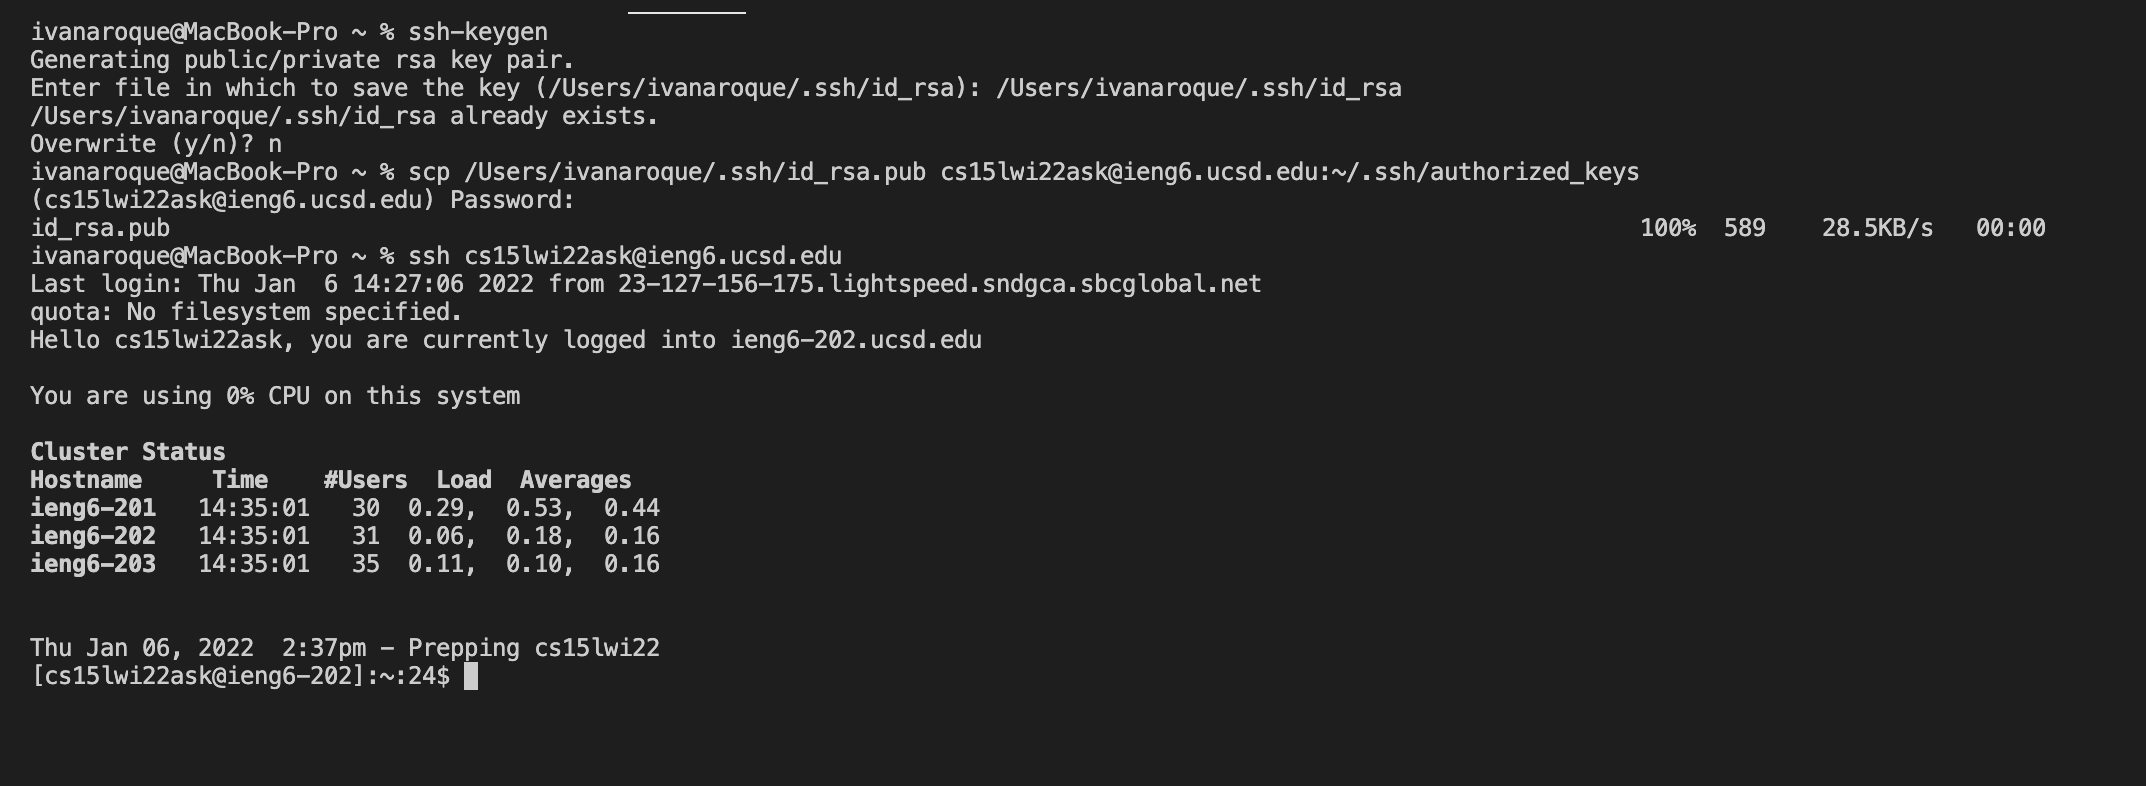 ivanaroque@MacBook-Pro ~ % ssh-keygen
Generating public/private rsa key pair.
Enter file in which to save the key (/Users/ivanaroque/.ssh/id_rsa): /Users/ivanaroque/.ssh/id_rsa
/Users/ivanaroque/.ssh/id_rsa already exists.
Overwrite (y/n)? n
ivanaroque@MacBook-Pro ~ % scp /Users/ivanaroque/.ssh/id_rsa.pub cs15lwi22ask@ieng6.ucsd.edu:~/.ssh/authorized_keys
(cs15lwi22ask@ieng6.ucsd.edu) Password:
id_rsa.pub 100% 589 28.5KB/s 00:00
ivanaroque@MacBook-Pro ~ % ssh cs15lwi22ask@ieng6.ucsd.edu
Last login: Thu Jan  6 14:27:06 2022 from 23-127-156-175.lightspeed.sndgca.sbcglobal.net
quota: No filesystem specified.
Hello cs15lwi22ask, you are currently logged into ieng6-202.ucsd.edu
You are using 0% CPU on this system
Cluster Status
Hostname     Time    #Users  Load  Averages
ieng6-201   14:35:01   30  0.29,  0.53,  0.44
ieng6-202   14:35:01   31  0.06,  0.18,  0.16
ieng6-203   14:35:01   35  0.11,  0.10,  0.16
Thu Jan 06, 2022  2:37pm - Prepping cs15lwi22
[cs15lwi22ask@ieng6-202]:~:24$